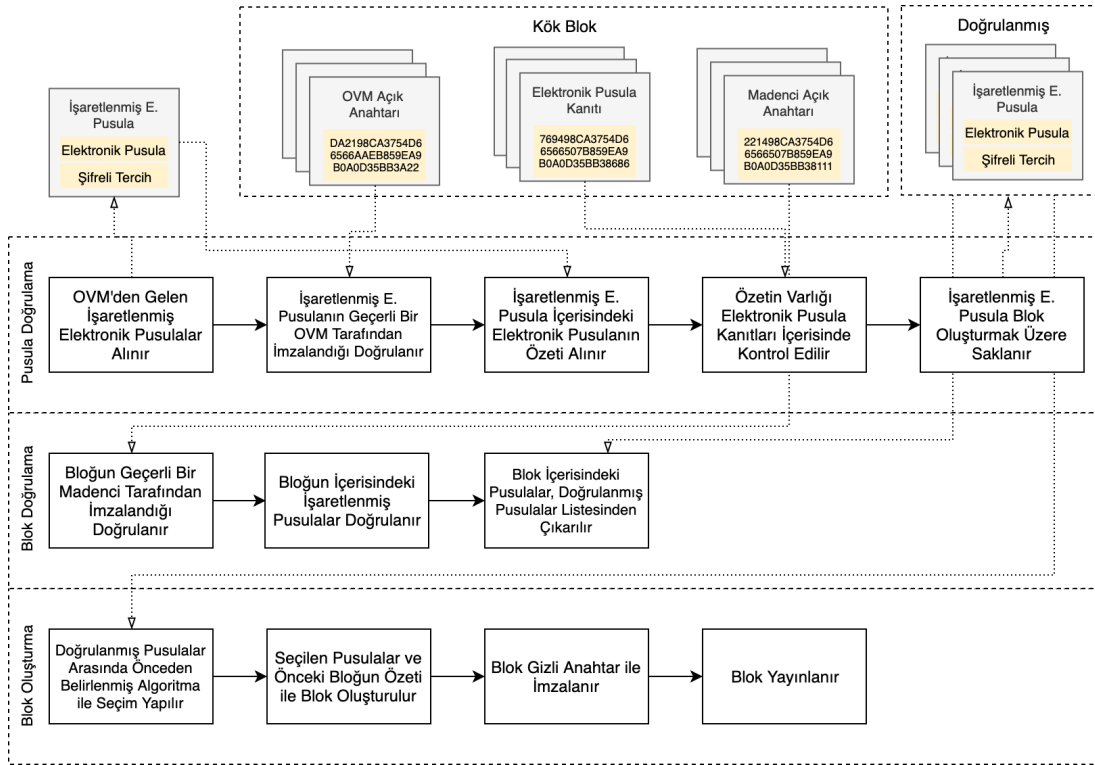 Kök Blok
Doğrulanmış
İşaretlenmiş E.
Pusula
Elektronik Pusula
Şifreli Tercih
OVM Açık
Anahtarı
DA2198CA3754D6
6566AAEB859EA9
B0A0D35BB3A22
Elektronik Pusula
Kanıtı
769498CA3754D6
6566507B859EA9
B0A0D35BB38686
Madenci Açık
Anahtarı
221498CA3754D6
6566507B859EA9
B0A0D35BB38111
İşaretlenmiş E.
Pusula
Elektronik Pusula
Şifreli Tercih
Pusula Doğrulama
OVM'den Gelen
İşaretlenmiş
Elektronik Pusulalar
Alınır
İşaretlenmiş E.
Pusulanın Geçerli Bir
OVM Tarafından
İmzalandığı Doğrulanır
İşaretlenmiş E.
Pusula İçerisindeki
Elektronik Pusulanın
Özeti Alınır
Özetin Varlığı
Elektronik Pusula
Kanıtları İçerisinde
Kontrol Edilir
İşaretlenmiş E.
Pusula Blok
Oluşturmak Üzere
Saklanır
Blok Doğrulama
Bloğun Geçerli Bir
Madenci Tarafından
İmzalandığı
Doğrulanır
Bloğun İçerisindeki
İşaretlenmiş
Pusulalar Doğrulanır
Blok İçerisindeki
Pusulalar, Doğrulanmış
Pusulalar Listesinden
Çıkarılır
Blok Oluşturma
Doğrulanmış Pusulalar
Arasında Önceden
Belirlenmiş Algoritma
ile Seçim Yapılır
Seçilen Pusulalar ve
Önceki Bloğun Özeti
ile Blok Oluşturulur
Blok Gizli Anahtar ile
İmzalanır
Blok Yayınlanır